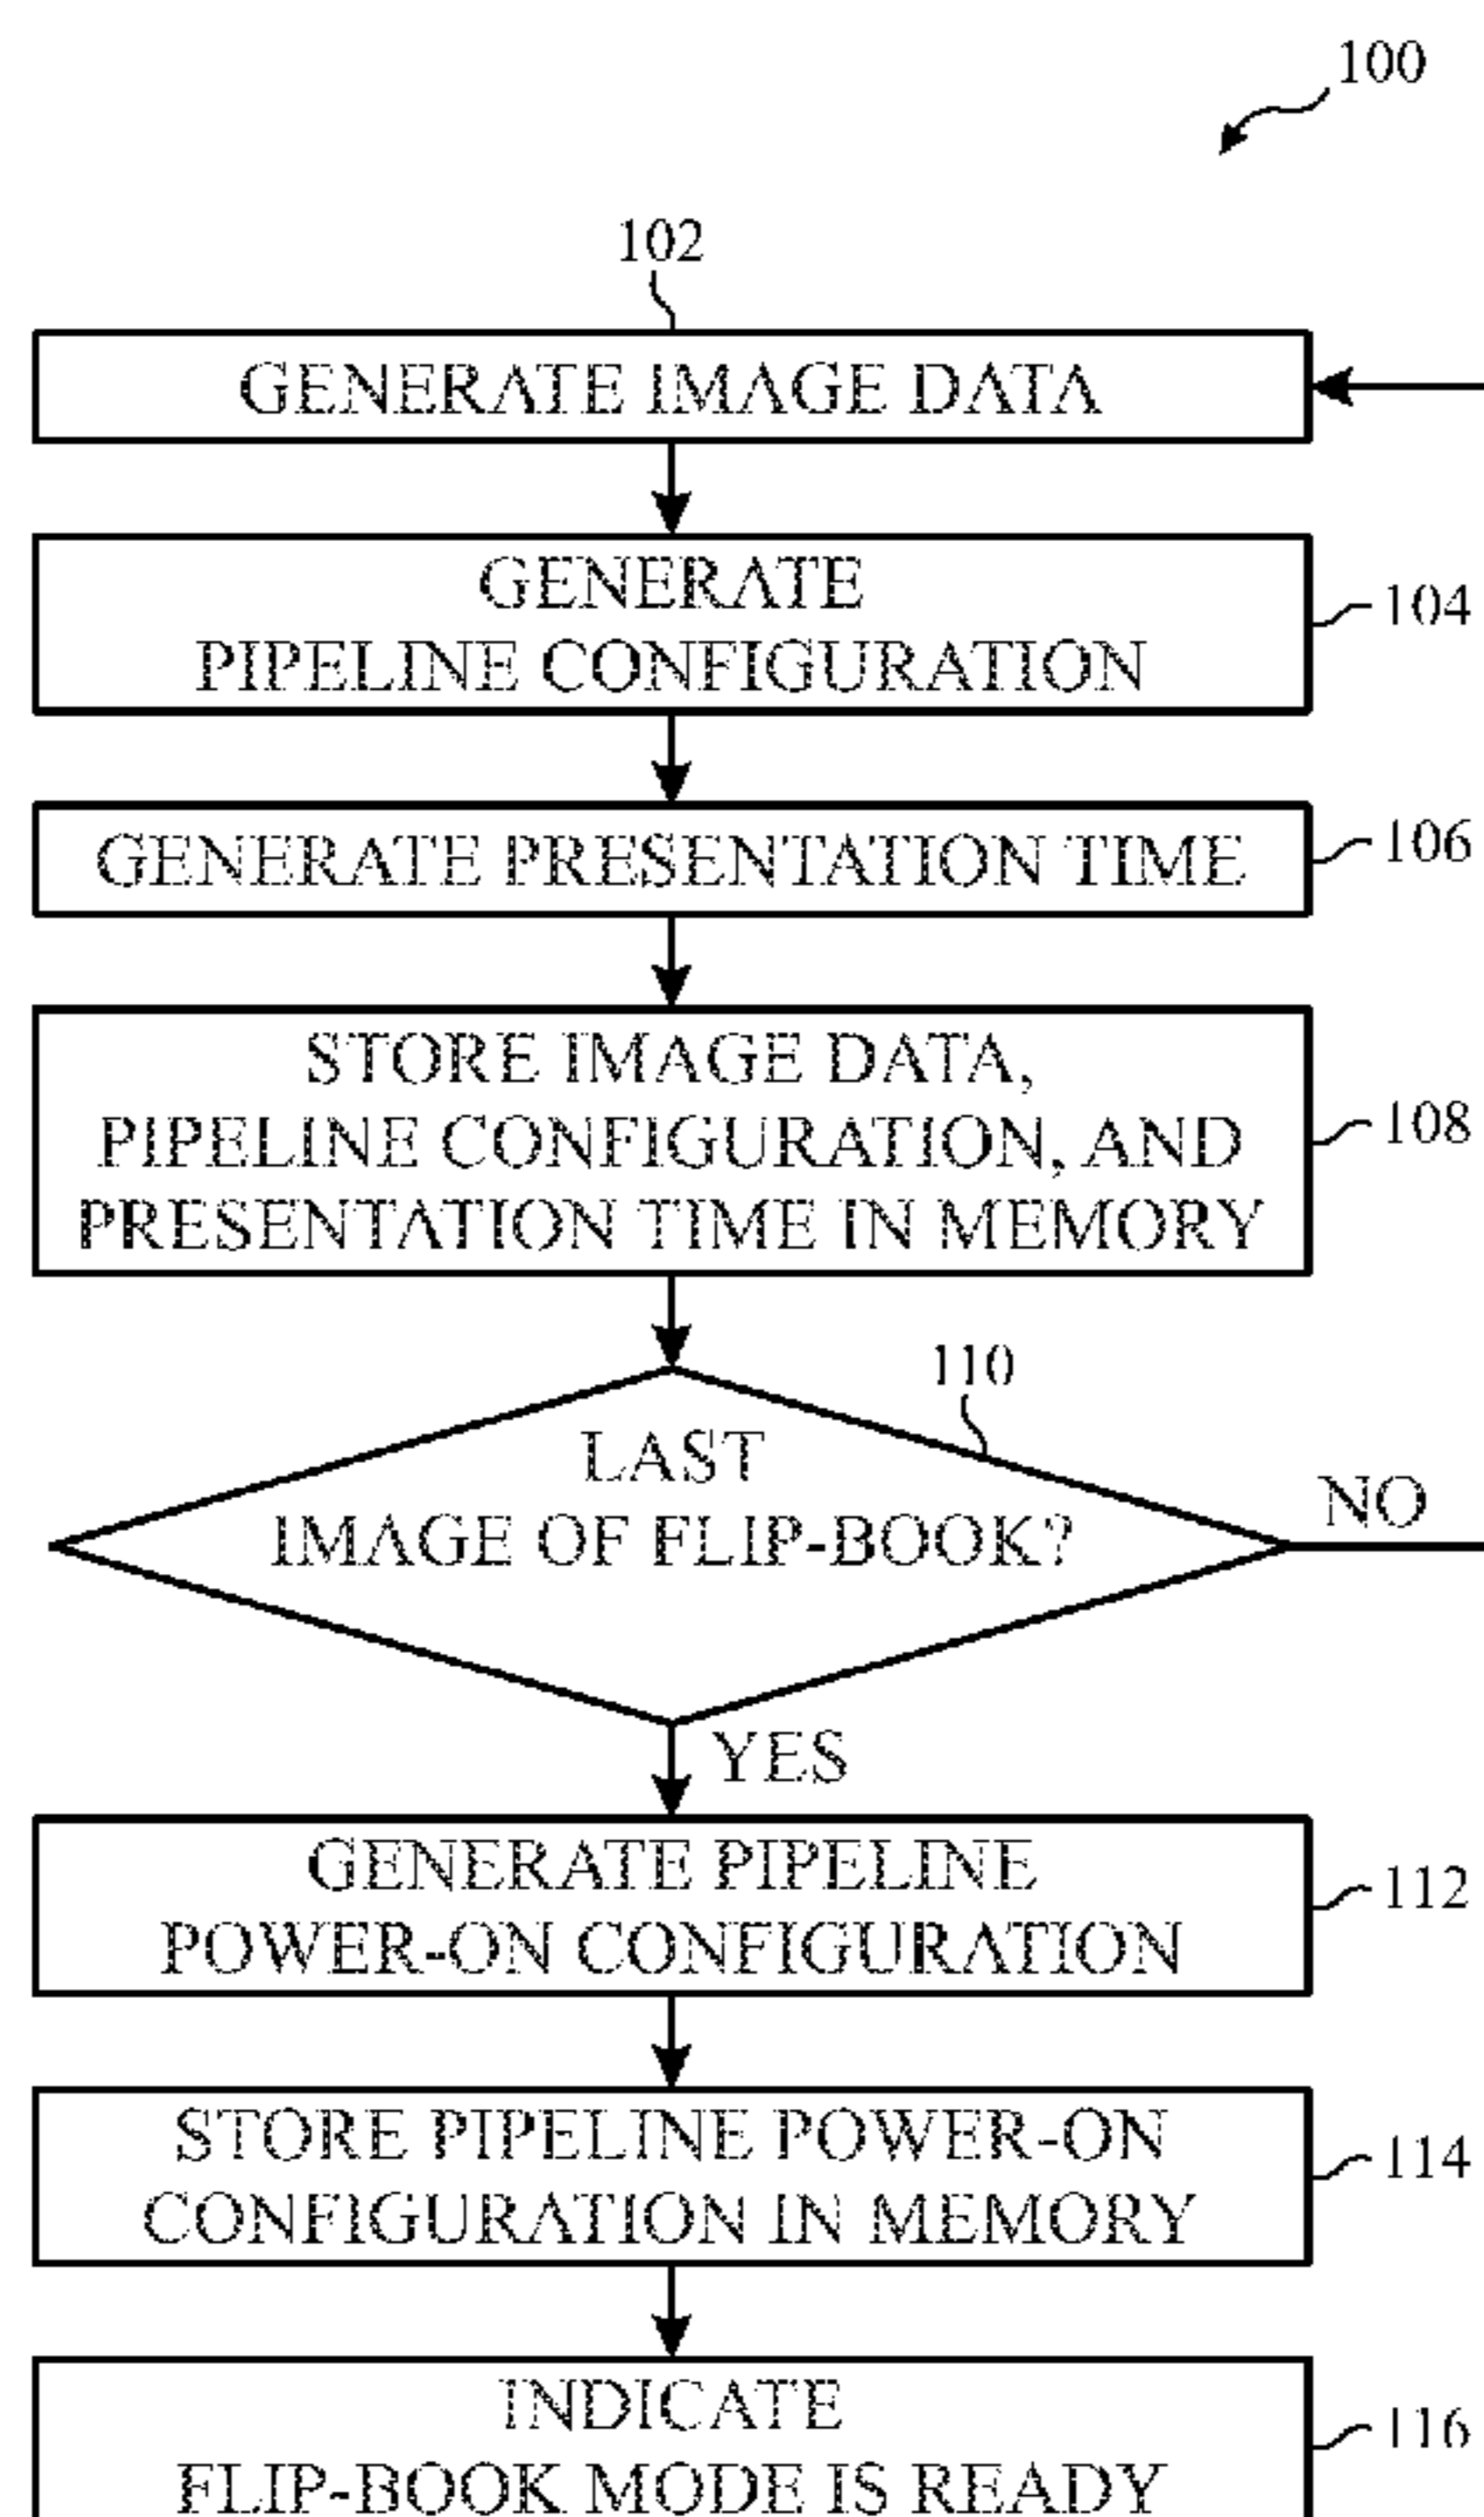 100
102
GENERATE IMAGE DATA
GENERATE
PIPELINE CONFIGURATION
104
GENERATE PRESENTATION TIME
106
STORE IMAGE DATA,
PIPELINE CONFIGURATION, AND
PRESENTATION TIME IN MEMORY
108
110
LAST
IMAGE OF FLIP-BOOK?
NO
YES
GENERATE PIPELINE
POWER-ON CONFIGURATION
112
STORE PIPELINE POWER-ON
CONFIGURATION IN MEMORY
114
INDICATE
FLIP-BOOK MODE IS READY
116